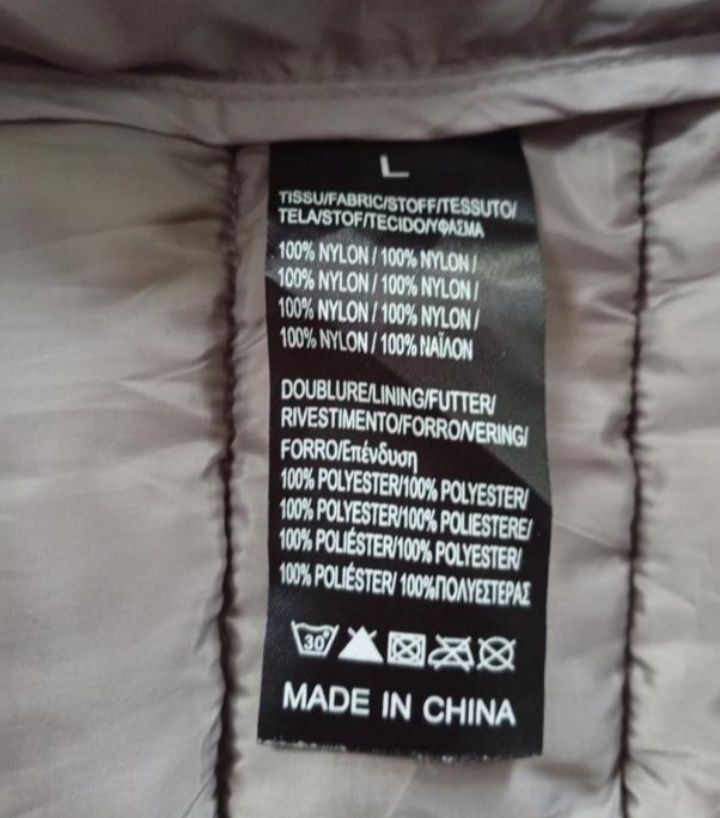 L
TISSU/FABRIC/STOFF/TESSUTO/
TELA/STOF/TECIDO/ΥΦΑΣΜΑ
100% NYLON / 100% NYLON /
100% NYLON / 100% NYLON /
100% NYLON / 100% NYLON /
100% NYLON / 100% ΝΑΪΛΟΝ
DOUBLURE/LINING/FUTTER/
RIVESTIMENTO/FORRO/VERING/
FORRO/Επένδυση
100% POLYESTER/100% POLYESTER/
100% POLYESTER/100% POLIESTERE/
100% POLIÉSTER/100% POLYESTER/
100% POLIÉSTER/ 100%ΠΟΛΥΕΣΤΕΡΑΣ
30°
MADE IN CHINA